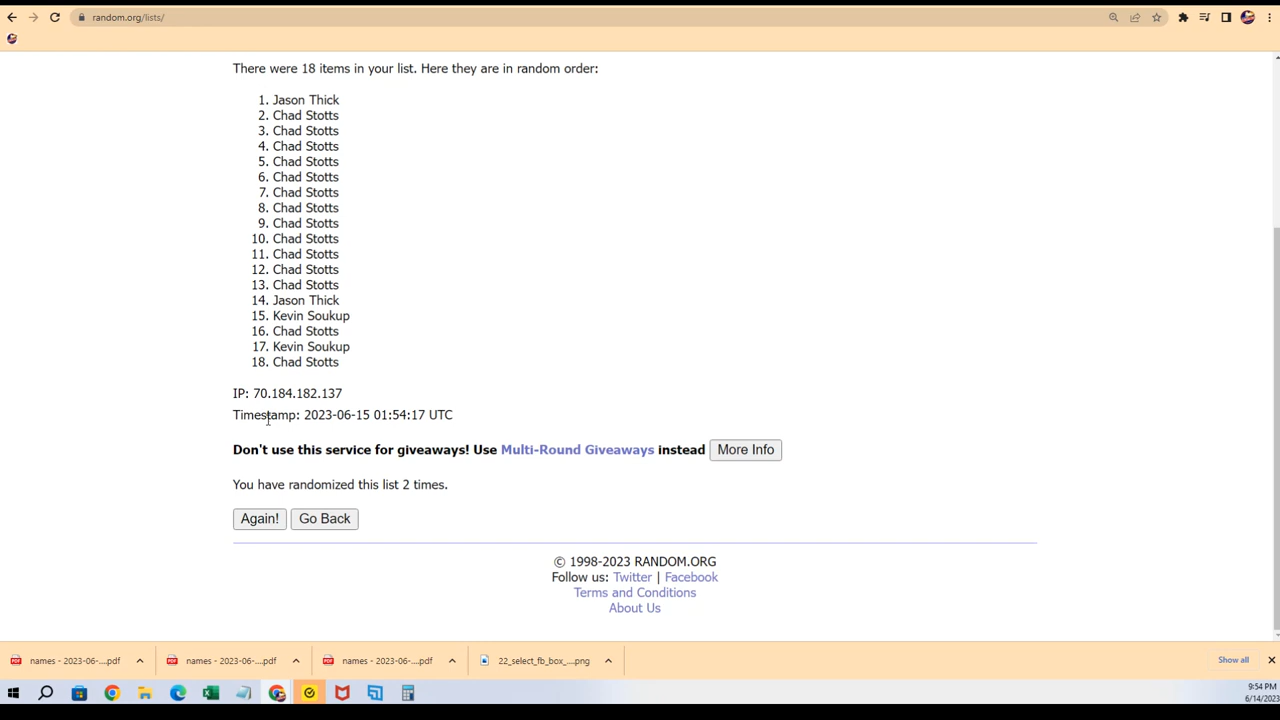 random.org/lists/
There were 18 items in your list. Here they are in random order:
1. Jason Thick
2. Chad Stotts
3. Chad Stotts
4. Chad Stotts
5. Chad Stotts
6. Chad Stotts
7. Chad Stotts
8. Chad Stotts
9. Chad Stotts
10. Chad Stotts
11. Chad Stotts
12. Chad Stotts
13. Chad Stotts
14. Jason Thick
15. Kevin Soukup
16. Chad Stotts
17. Kevin Soukup
18. Chad Stotts
IP: 70.184.182.137
Timestamp: 2023-06-15 01:54:17 UTC
Don't use this service for giveaways! Use Multi-Round Giveaways instead More Info
You have randomized this list 2 times.
Again! Go Back
© 1998-2023 RANDOM.ORG
Follow us: Twitter | Facebook
Terms and Conditions
About Us
names - 2023-06-....pdf names - 2023-06-....pdf names - 2023-06-....pdf 22_select_fb_box_....png Show all
9:54 PM
6/14/2023